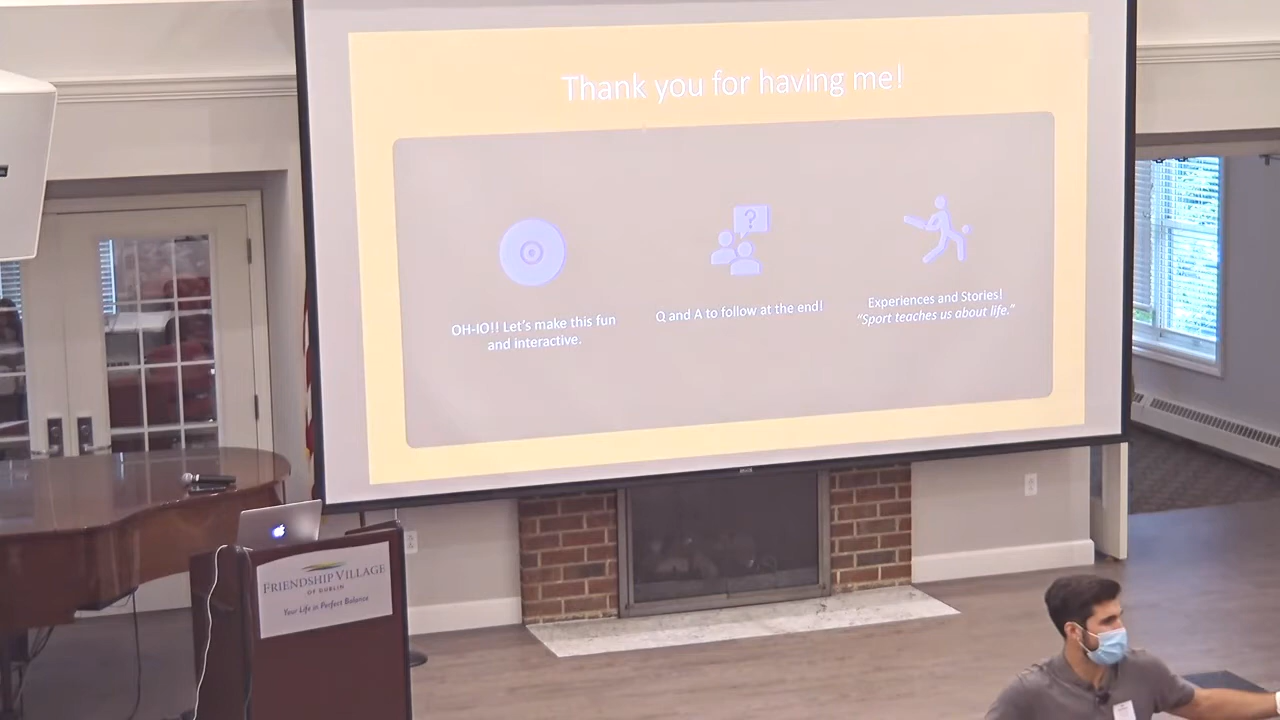 Thank you for having me!
?
OH-IO!! Let's make this fun
and interactive.
Q and A to follow at the end!
Experiences and Stories!
"Sport teaches us about life."
FRIENDSHIP VILLAGE
OF DUBLIN
Your Life in Perfect Balance